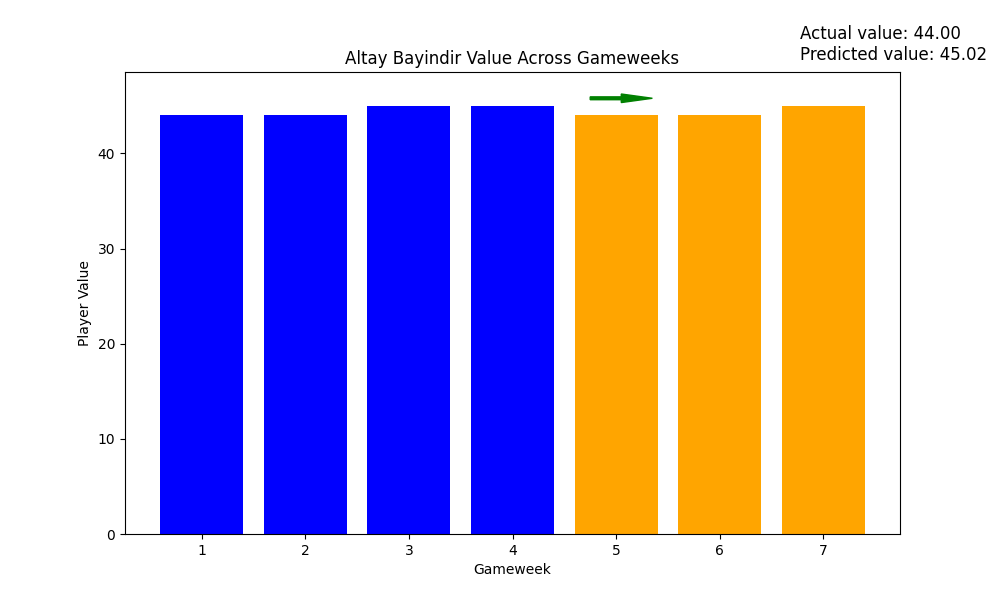 Actual value: 44.00
Predicted value: 45.02
Altay Bayindir Value Across Gameweeks
40
30
20
10
0
Player Value
1 2 3 4 5 6 7
Gameweek